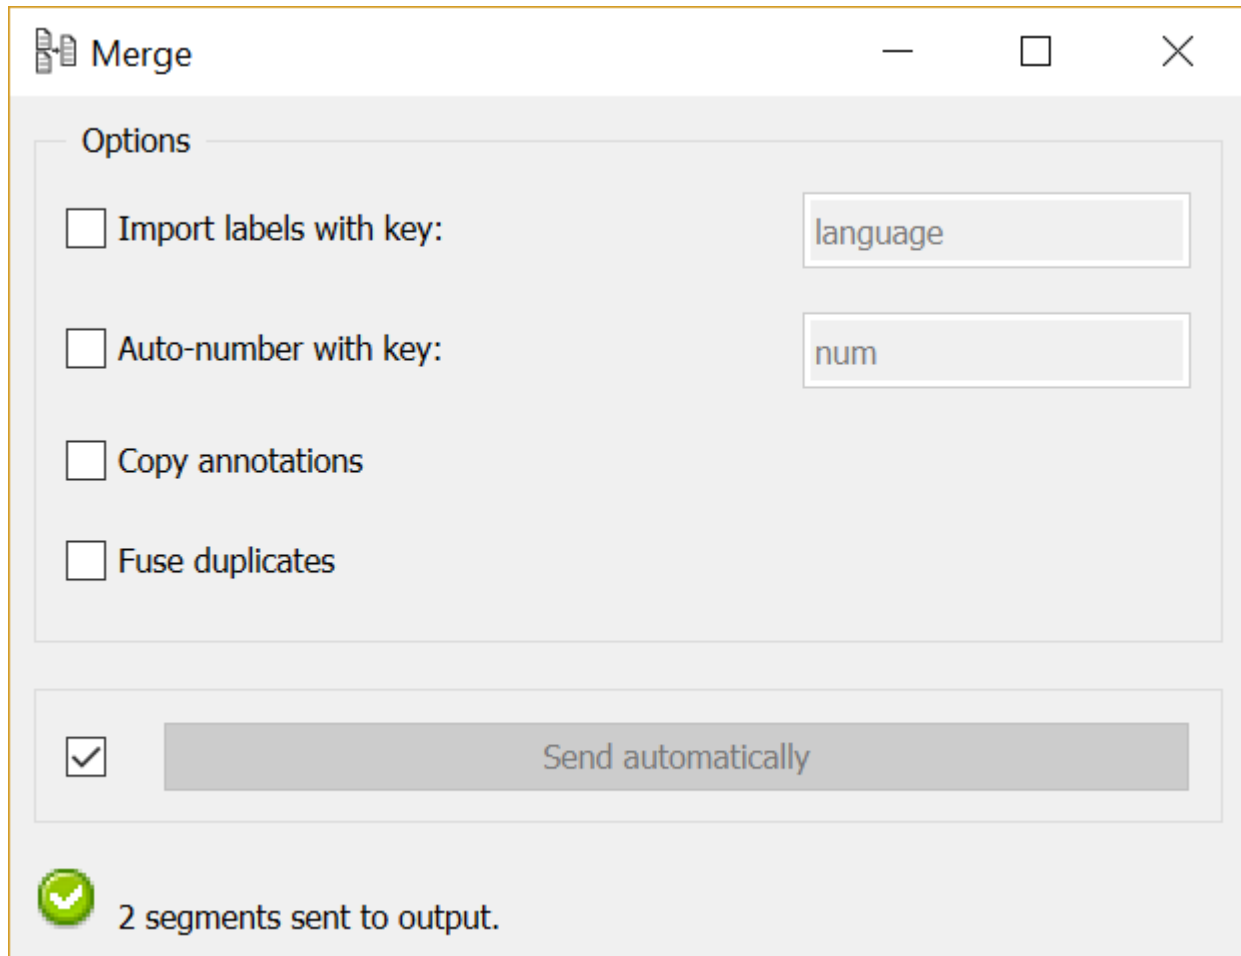 Merge
Options
Import labels with key:
language
Auto-number with key:
num
Copy annotations
Fuse duplicates
Send automatically
2 segments sent to output.